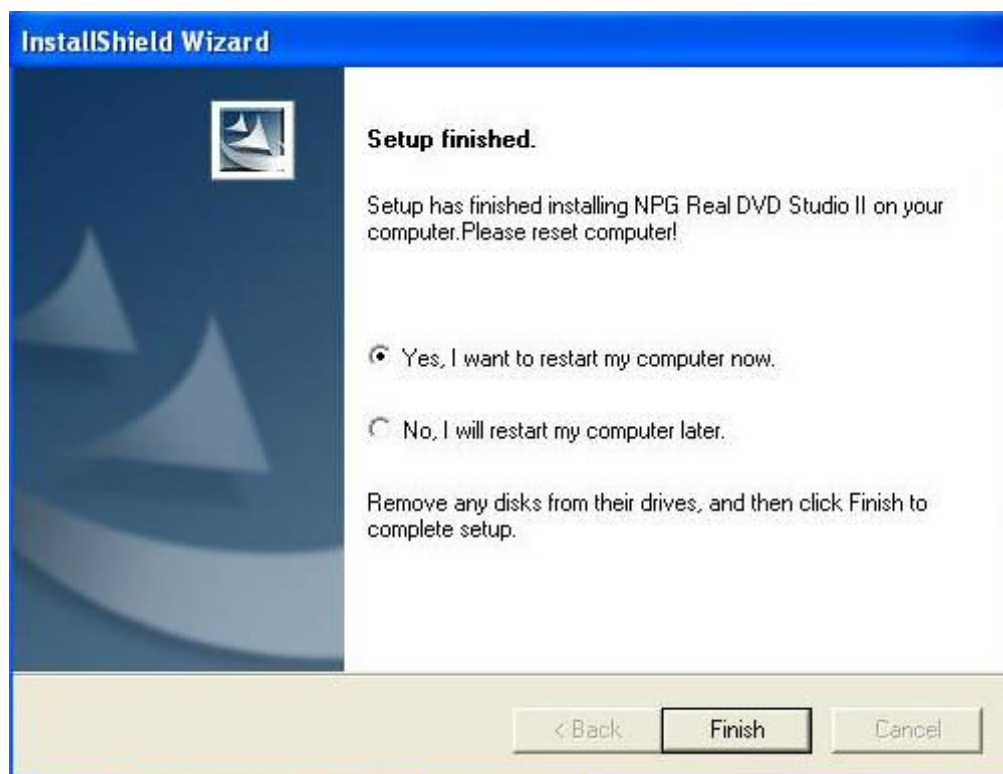 InstallShield Wizard
Setup finished.
Setup has finished installing NPG Real DVD Studio II on your
computer.Please reset computer!
Yes, I want to restart my computer now.
No, I will restart my computer later.
Remove any disks from their drives, and then click Finish to
complete setup.
< Back Finish Cancel